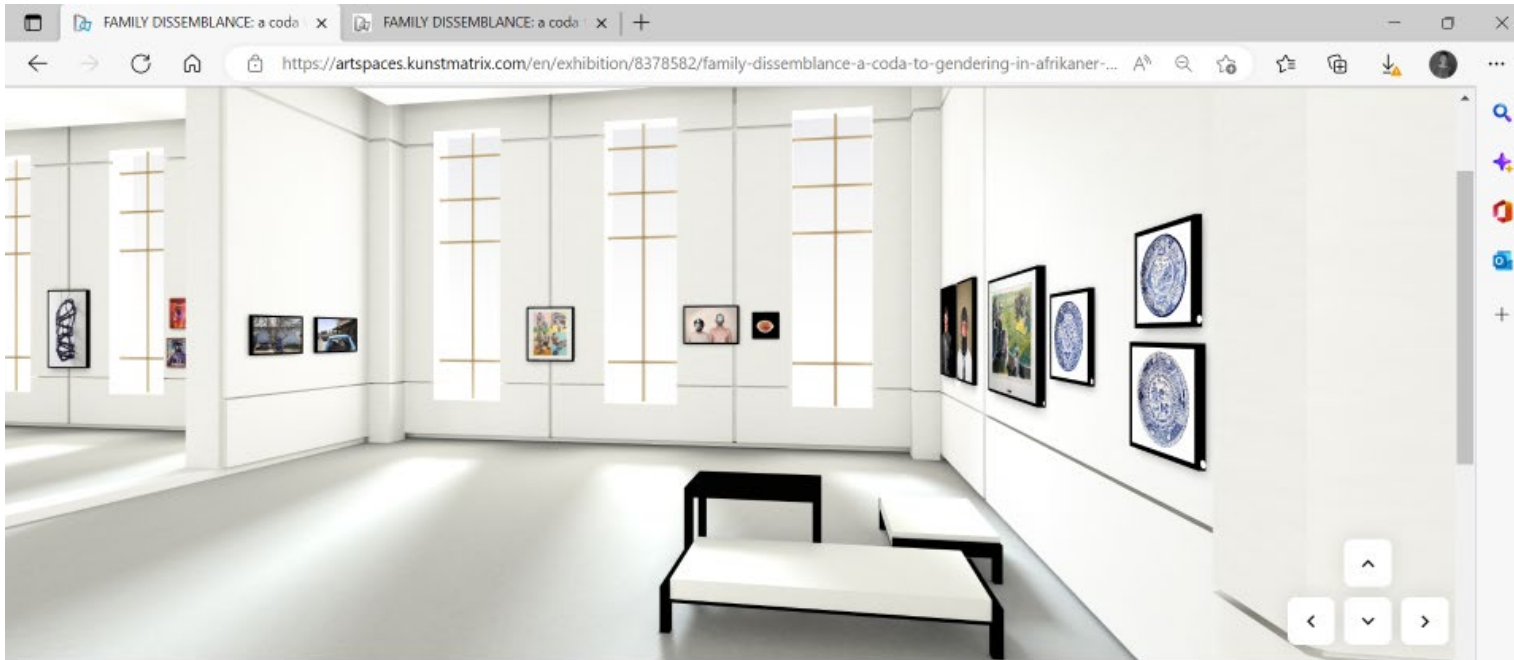 FAMILY DISSEMBLANCE: a coda
FAMILY DISSEMBLANCE: a coda
https://artspaces.kunstmatrix.com/en/exhibition/8378582/family-dissemblance-a-coda-to-gendering-in-afrikaner-...